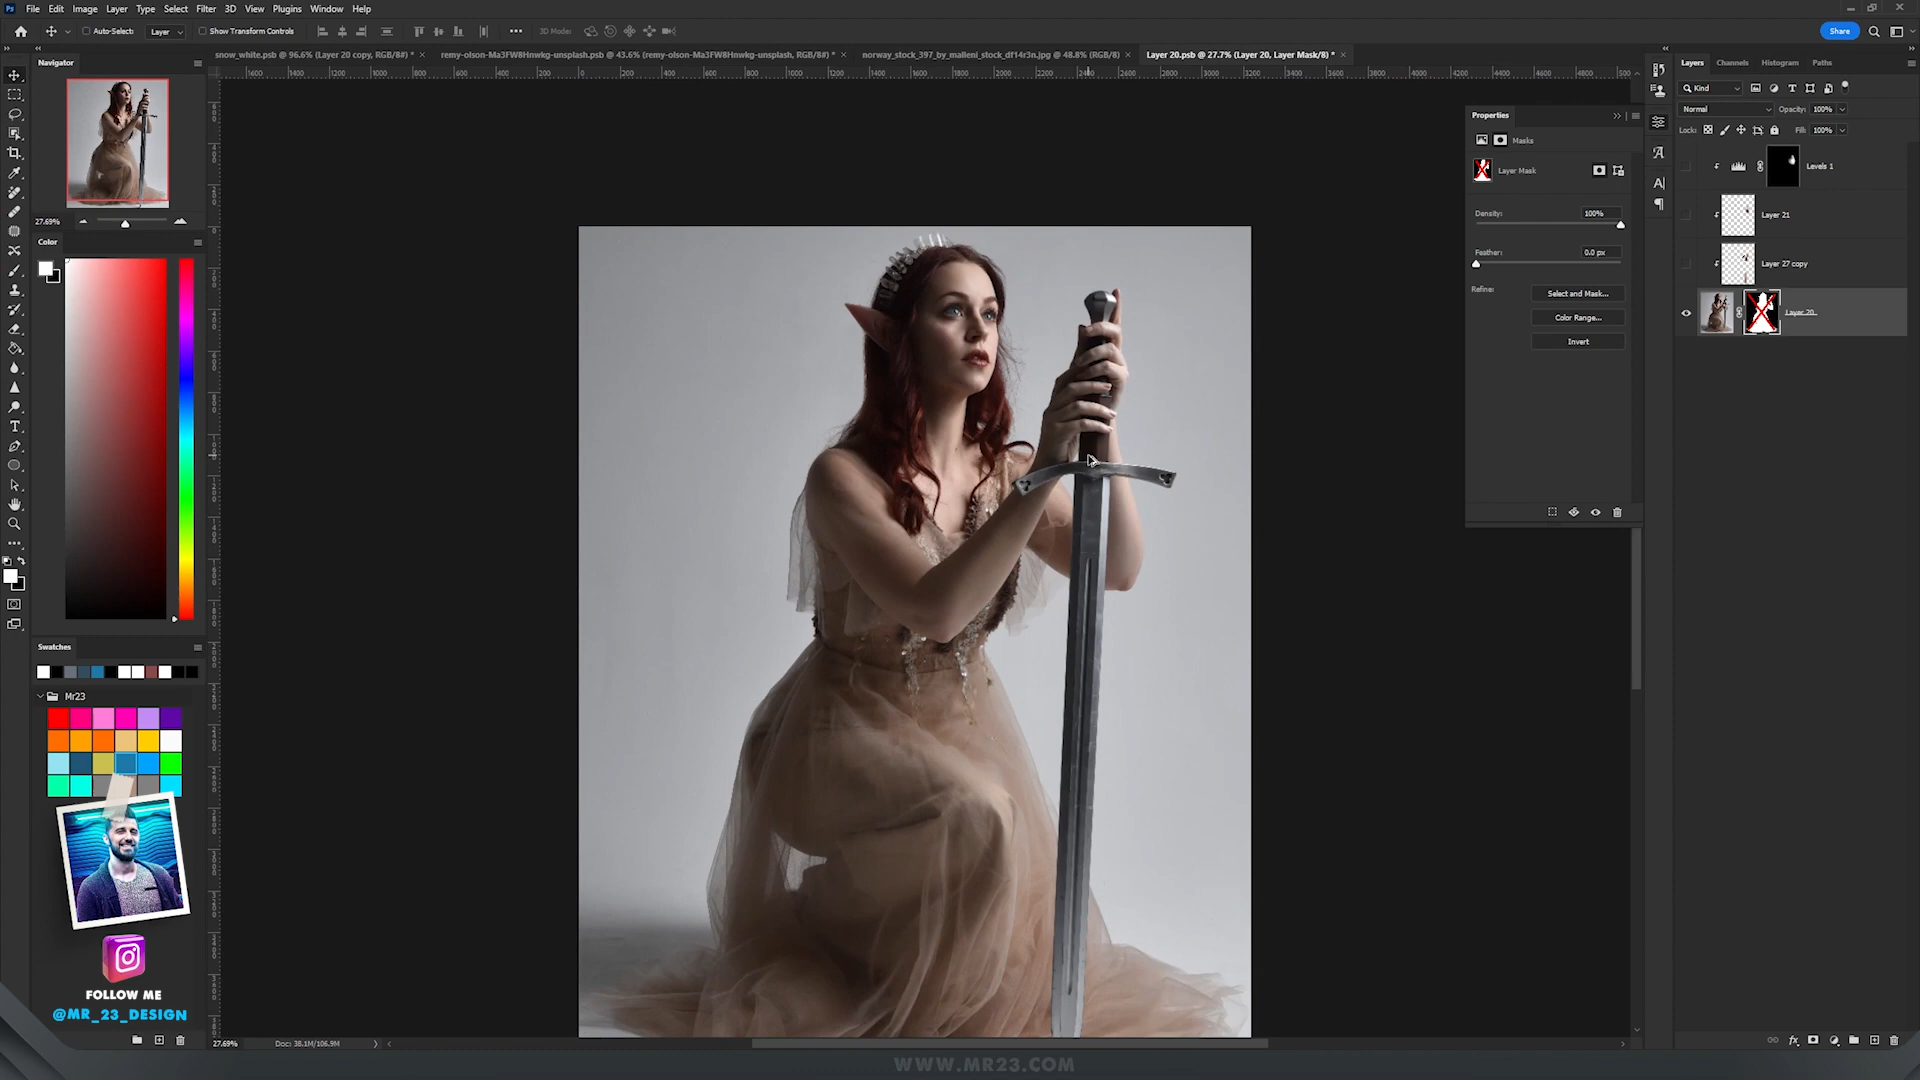 Ps File Edit Image Layer Type Select Filter 3D View Plugins Window Help
Auto-Select: Layer Show Transform Controls 3D Mode: Share
snow_white.psb @ 96.6% (Layer 20 copy, RGB/8#) * ×
remy-olson-Ma3FW8Hnwkg-unsplash.psb @ 43.6% (remy-olson-Ma3FW8Hnwkg-unsplash, RGB/8#) * ×
norway_stock_397_by_malleni_stock_df14r3n.jpg @ 48.8% (RGB/8) ×
Layer 20.psb @ 27.7% (Layer 20, Layer Mask/8) * ×
Navigator
27.69%
Color
Swatches
Mr23
FOLLOW ME
@MR_23_DESIGN
27.69% Doc: 38.1M/106.9M
WWW.MR23.COM
Properties
Masks
Layer Mask
Density: 100%
Feather: 0.0 px
Refine: Select and Mask...
Color Range...
Invert
Layers Channels Histogram Paths
Kind
Normal Opacity: 100%
Lock: Fill: 100%
Levels 1
Layer 21
Layer 27 copy
Layer 20